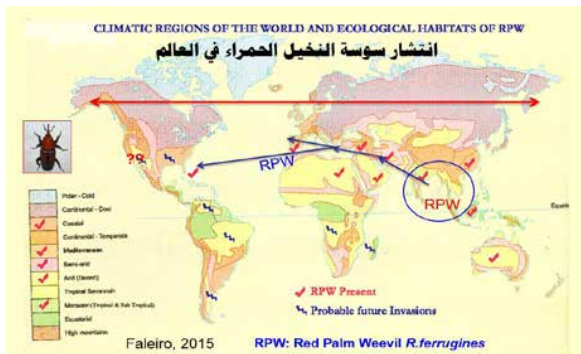 CLIMATIC REGIONS OF THE WORLD AND ECOLOGICAL HABITATS OF RPW
انتشار سوسة النخيل الحمراء في العالم
??
RPW
RPW
Polar - Cold
Continental - Cool
Coastal
Continental - Temperate
Mediterranean
Semi-arid
Arid (Desert)
Tropical Savannah
Monsoon (Tropical & Sub Tropical)
Equatorial
High mountains
RPW Present
Probable future Invasions
Faleiro, 2015
RPW: Red Palm Weevil R.ferrugines